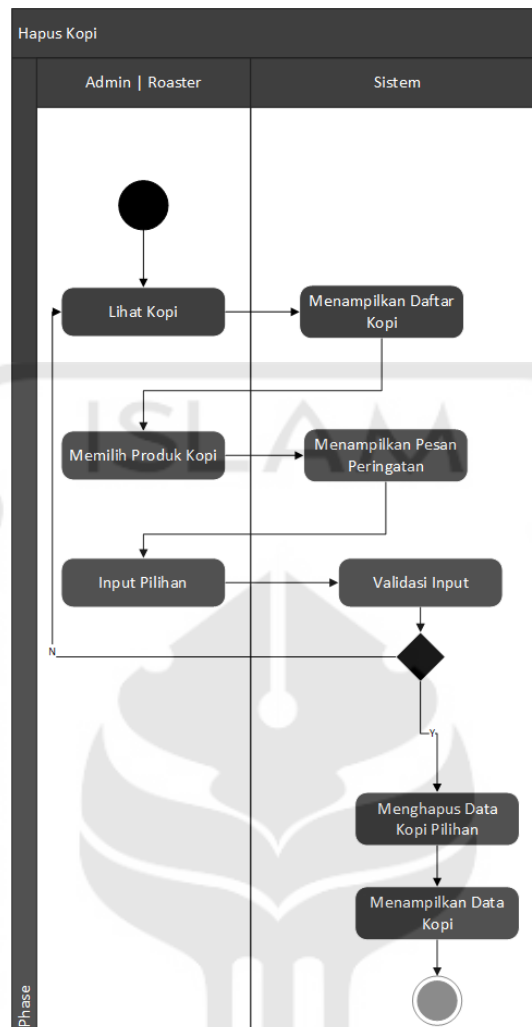 Hapus Kopi
Admin | Roaster
Sistem
Lihat Kopi
Menampilkan Daftar
Kopi
ISLAM
Memilih Produk Kopi
Menampilkan Pesan
Peringatan
Input Pilihan
Validasi Input
N
Y
Menghapus Data
Kopi Pilihan
Menampilkan Data
Kopi
Phase